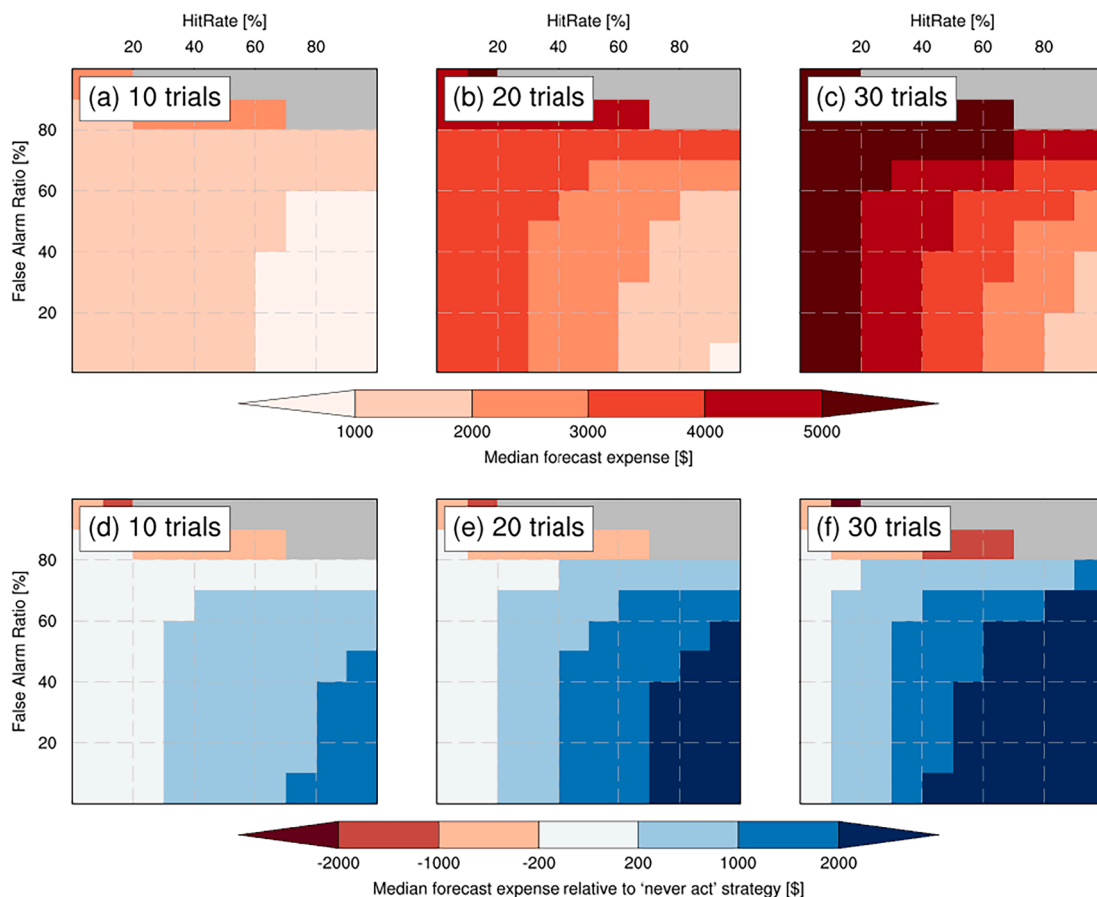 HitRate [%]
HitRate [%]
HitRate [%]
20 40 60 80
20 40 60 80
20 40 60 80
(a) 10 trials
(b) 20 trials
(c) 30 trials
False Alarm Ratio [%]
80
60
40
20
1000 2000 3000 4000 5000
Median forecast expense [$]
(d) 10 trials
(e) 20 trials
(f) 30 trials
False Alarm Ratio [%]
80
60
40
20
-2000 -1000 -200 200 1000 2000
Median forecast expense relative to 'never act' strategy [$]